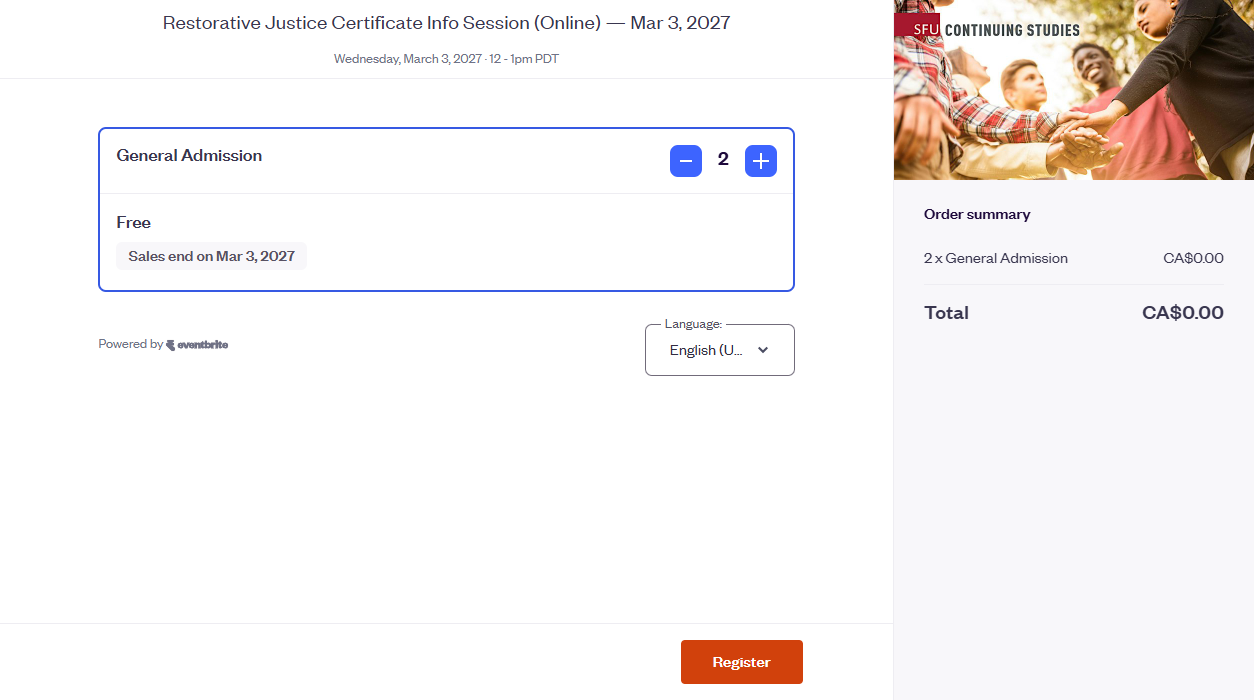 Restorative Justice Certificate Info Session (Online) — Mar 3, 2027
Wednesday, March 3, 2027 · 12 - 1pm PDT
General Admission
2
Free
Sales end on Mar 3, 2027
Powered by eventbrite
Language:
English (U...
Register
SFU CONTINUING STUDIES
Order summary
2 x General Admission CA$0.00
Total CA$0.00